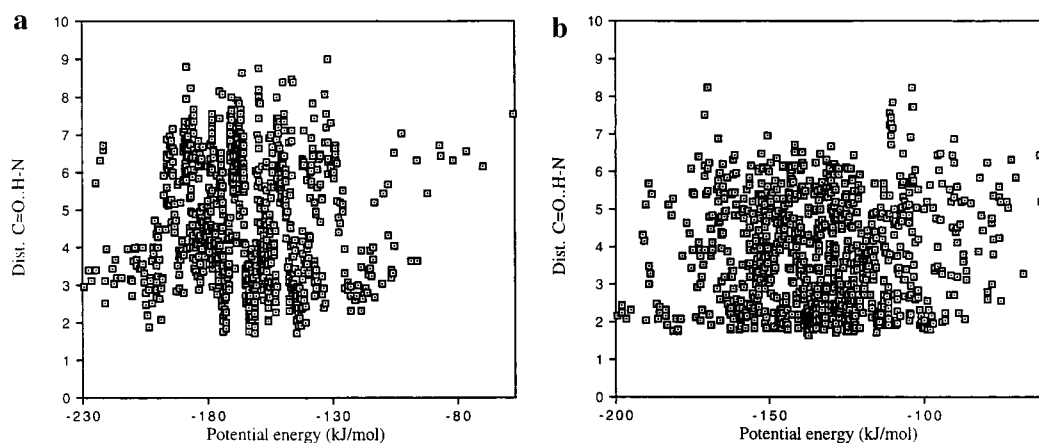 a
10
9
8
7
6
5
4
3
2
1
0
Dist. C=O..H-N
-230 -180 -130 -80
Potential energy (kJ/mol)
b
10
9
8
7
6
5
4
3
2
1
0
Dist. C=O..H-N
-200 -150 -100
Potential energy (kJ/mol)